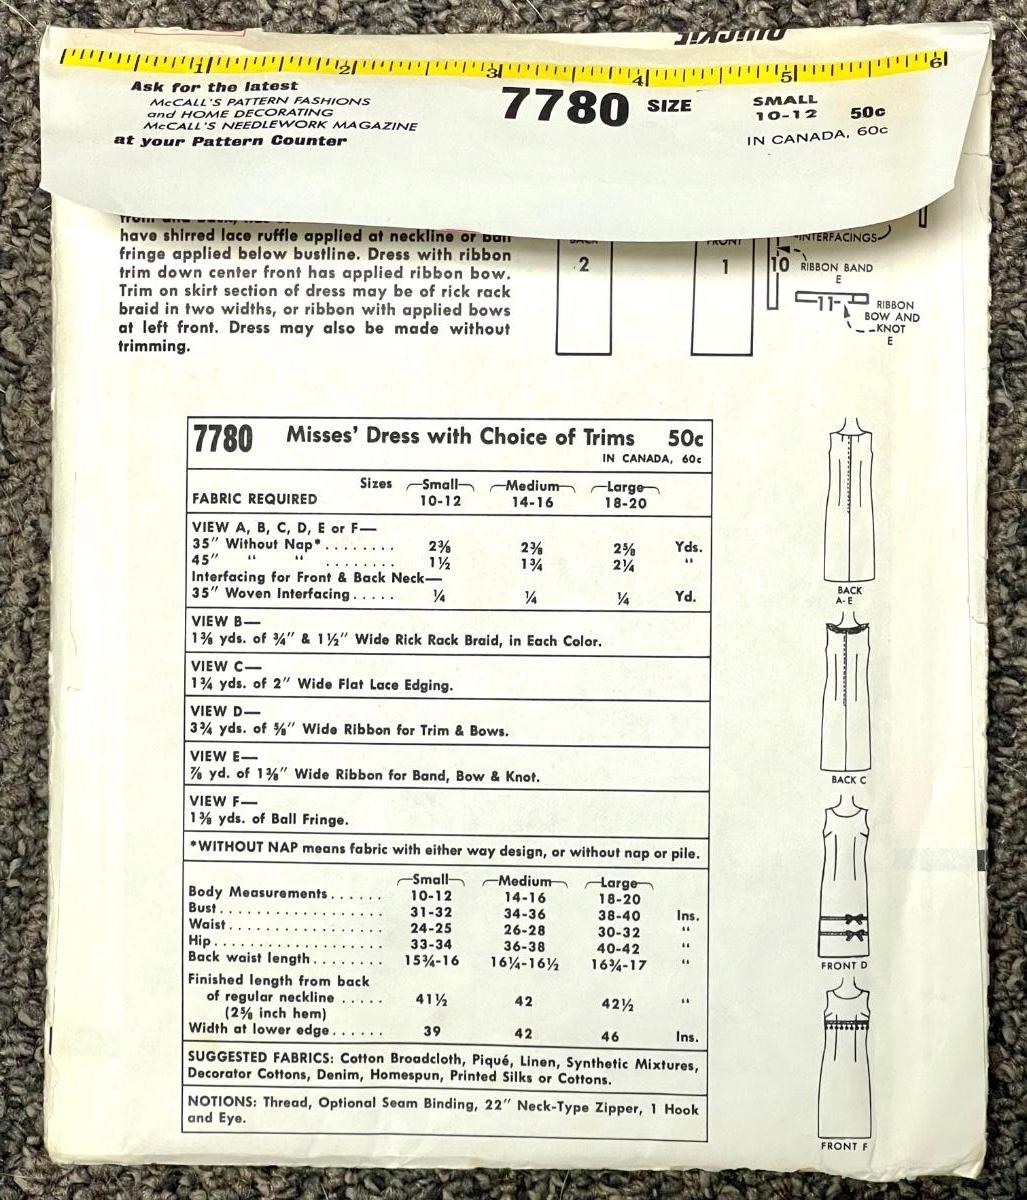 QUICKIE
1 2 3 4 5 6
Ask for the latest
McCALL'S PATTERN FASHIONS
and HOME DECORATING
McCALL'S NEEDLEWORK MAGAZINE
at your Pattern Counter
7780 SIZE SMALL 10-12 50c
IN CANADA, 60c
have shirred lace ruffle applied at neckline or ball
fringe applied below bustline. Dress with ribbon
trim down center front has applied ribbon bow.
Trim on skirt section of dress may be of rick rack
braid in two widths, or ribbon with applied bows
at left front. Dress may also be made without
trimming.
BACK
2
FRONT
1
INTERFACINGS
10 RIBBON BAND
E
11
RIBBON
BOW AND
KNOT
E
7780 Misses' Dress with Choice of Trims 50c
IN CANADA, 60c
Sizes Small Medium Large
FABRIC REQUIRED 10-12 14-16 18-20
VIEW A, B, C, D, E or F—
35" Without Nap* ........ 2⅜ 2⅜ 2⅝ Yds.
45" " " ........ 1½ 1¾ 2¼ "
Interfacing for Front & Back Neck—
35" Woven Interfacing ..... ¼ ¼ ¼ Yd.
VIEW B—
1⅜ yds. of ¾" & 1½" Wide Rick Rack Braid, in Each Color.
VIEW C—
1¾ yds. of 2" Wide Flat Lace Edging.
VIEW D—
3¾ yds. of ⅝" Wide Ribbon for Trim & Bows.
VIEW E—
⅞ yd. of 1⅜" Wide Ribbon for Band, Bow & Knot.
VIEW F—
1⅜ yds. of Ball Fringe.
*WITHOUT NAP means fabric with either way design, or without nap or pile.
Small Medium Large
Body Measurements ...... 10-12 14-16 18-20
Bust .................. 31-32 34-36 38-40 Ins.
Waist ................. 24-25 26-28 30-32 "
Hip ................... 33-34 36-38 40-42 "
Back waist length ........ 15¾-16 16¼-16½ 16¾-17 "
Finished length from back
of regular neckline ..... 41½ 42 42½ "
(2⅜ inch hem)
Width at lower edge ...... 39 42 46 Ins.
SUGGESTED FABRICS: Cotton Broadcloth, Piqué, Linen, Synthetic Mixtures,
Decorator Cottons, Denim, Homespun, Printed Silks or Cottons.
NOTIONS: Thread, Optional Seam Binding, 22" Neck-Type Zipper, 1 Hook
and Eye.
BACK
A-E
BACK C
FRONT D
FRONT F